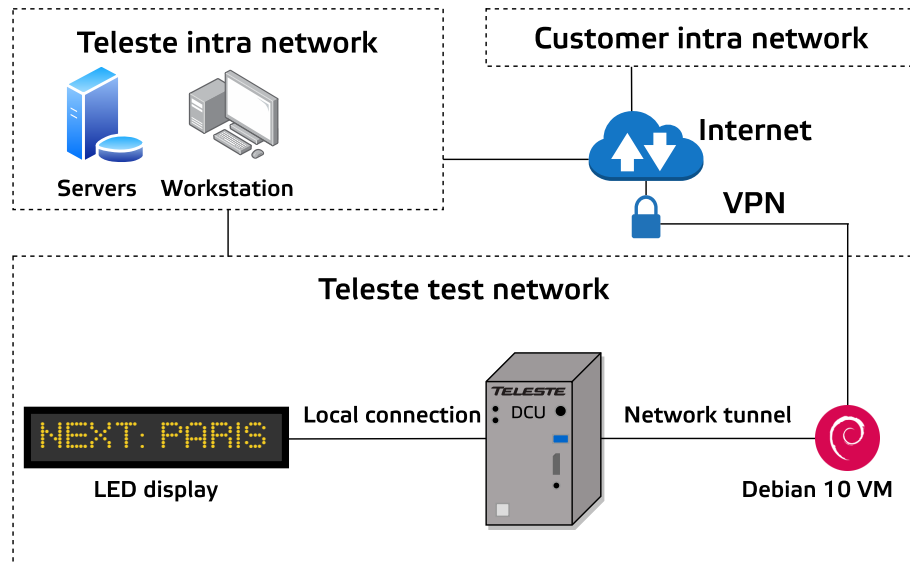 Teleste intra network
Customer intra network
Servers
Workstation
Internet
VPN
Teleste test network
NEXT: PARIS
LED display
Local connection
TELESTE
DCU
Network tunnel
Debian 10 VM